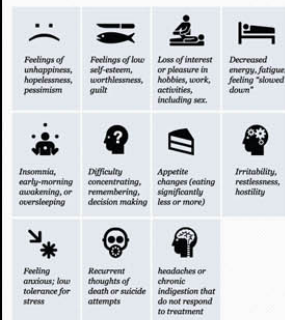 Feelings of
unhappiness,
hopelessness,
pessimism
Feelings of low
self-esteem,
worthlessness,
guilt
Loss of interest
or pleasure in
hobbies, work,
activities,
including sex.
Decreased
energy, fatigue,
feeling "slowed
down"
Insomnia,
early-morning
awakening, or
oversleeping
Difficulty
concentrating,
remembering,
decision making
Appetite
changes (eating
significantly
less or more)
Irritability,
restlessness,
hostility
Feeling
anxious; low
tolerance for
stress
Recurrent
thoughts of
death or suicide
attempts
headaches or
chronic
indigestion that
do not respond
to treatment